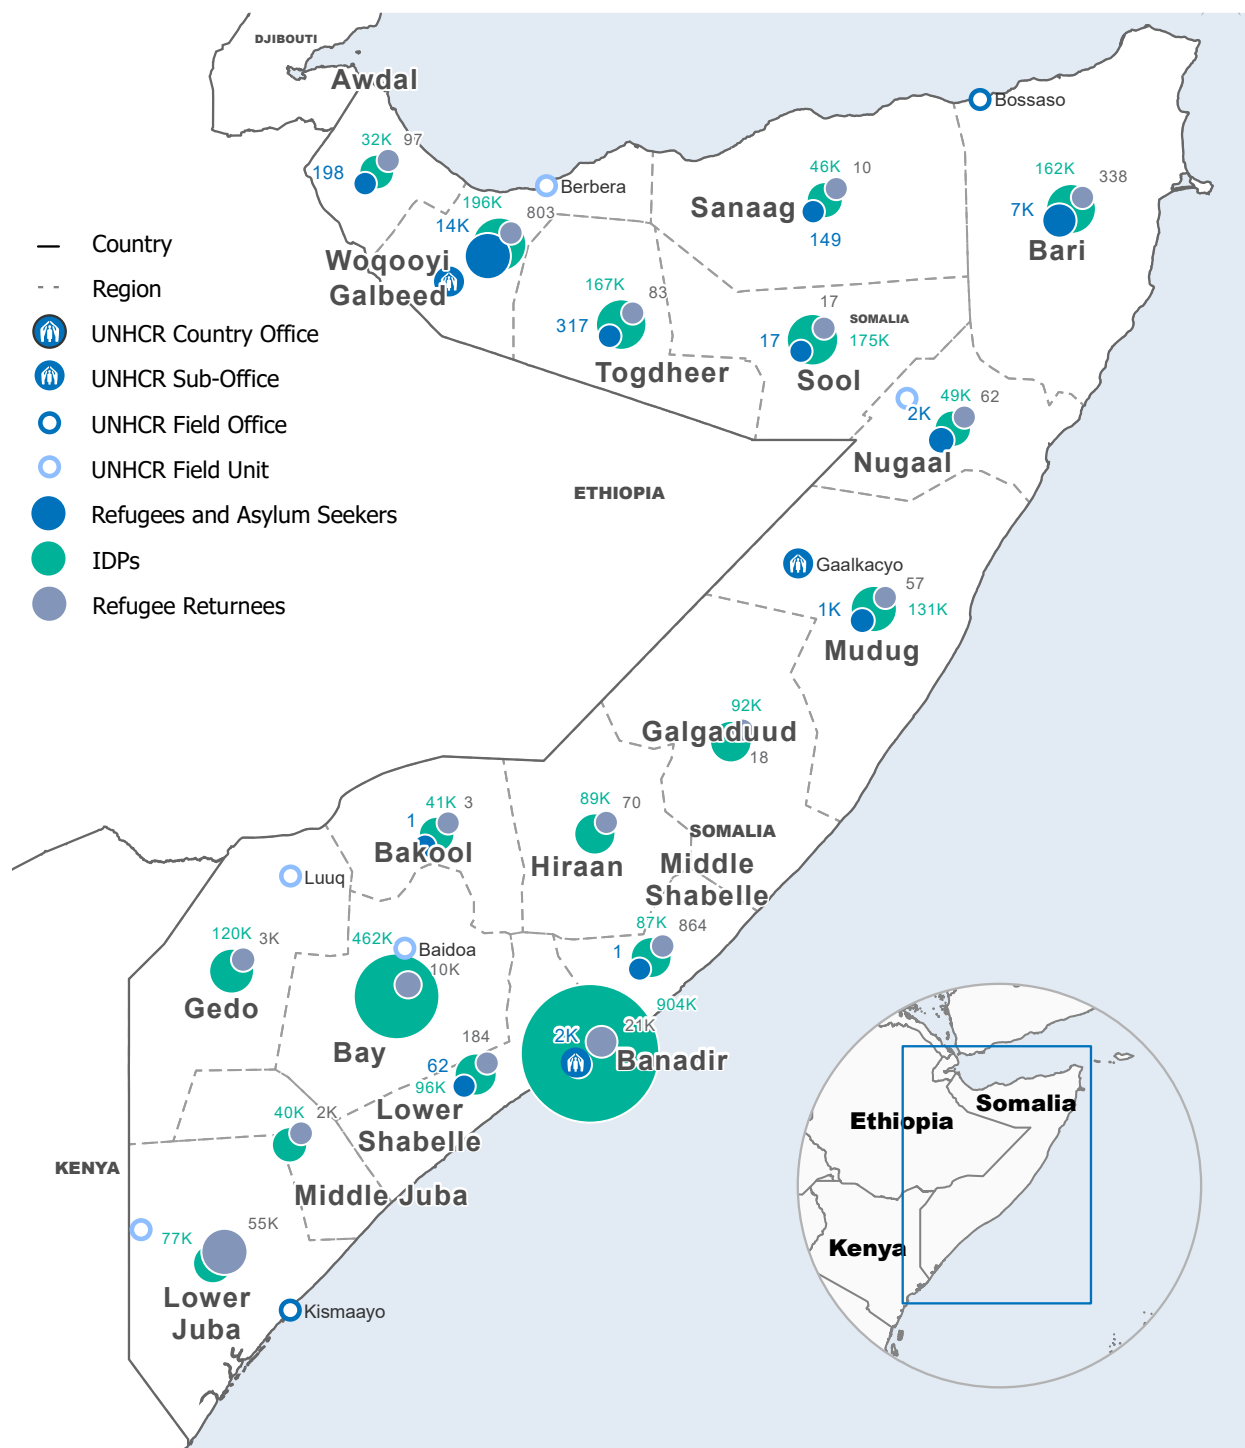 DJIBOUTI
Awdal
32K
97
198
Bossaso
Berbera
196K
803
14K
Woqooyi
Galbeed
46K
10
Sanaag
149
162K
338
7K
Bari
Country
Region
UNHCR Country Office
UNHCR Sub-Office
UNHCR Field Office
UNHCR Field Unit
Refugees and Asylum Seekers
IDPs
Refugee Returnees
167K
83
317
Togdheer
17
SOMALIA
17
175K
Sool
49K
62
2K
Nugaal
ETHIOPIA
Gaalkacyo
57
1K
131K
Mudug
92K
Galgaduud
18
41K
3
1
Bakool
89K
70
Hiraan
SOMALIA
Middle
Shabelle
87K
864
1
Luuq
120K
3K
Gedo
462K
Baidoa
10K
Bay
904K
21K
2K
Banadir
184
62
96K
Lower
Shabelle
40K
2K
KENYA
Middle Juba
55K
77K
Lower
Juba
Kismaayo
Somalia
Ethiopia
Kenya